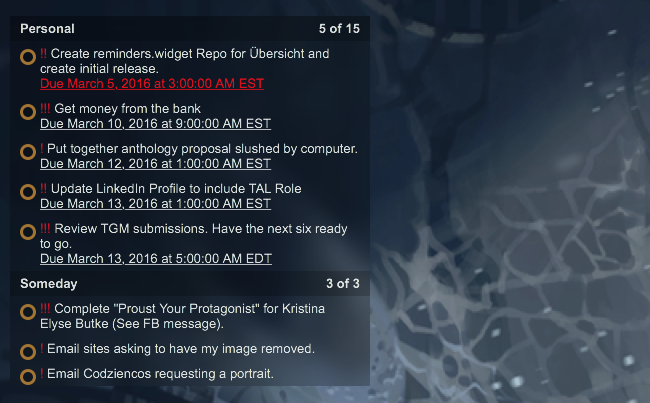 Personal 5 of 15
!! Create reminders.widget Repo for Übersicht and
create initial release.
Due March 5, 2016 at 3:00:00 AM EST
!!! Get money from the bank
Due March 10, 2016 at 9:00:00 AM EST
! Put together anthology proposal slushed by computer.
Due March 12, 2016 at 1:00:00 AM EST
!! Update LinkedIn Profile to include TAL Role
Due March 13, 2016 at 1:00:00 AM EST
!!! Review TGM submissions. Have the next six ready
to go.
Due March 13, 2016 at 5:00:00 AM EDT
Someday 3 of 3
!!! Complete "Proust Your Protagonist" for Kristina
Elyse Butke (See FB message).
! Email sites asking to have my image removed.
! Email Codziencos requesting a portrait.